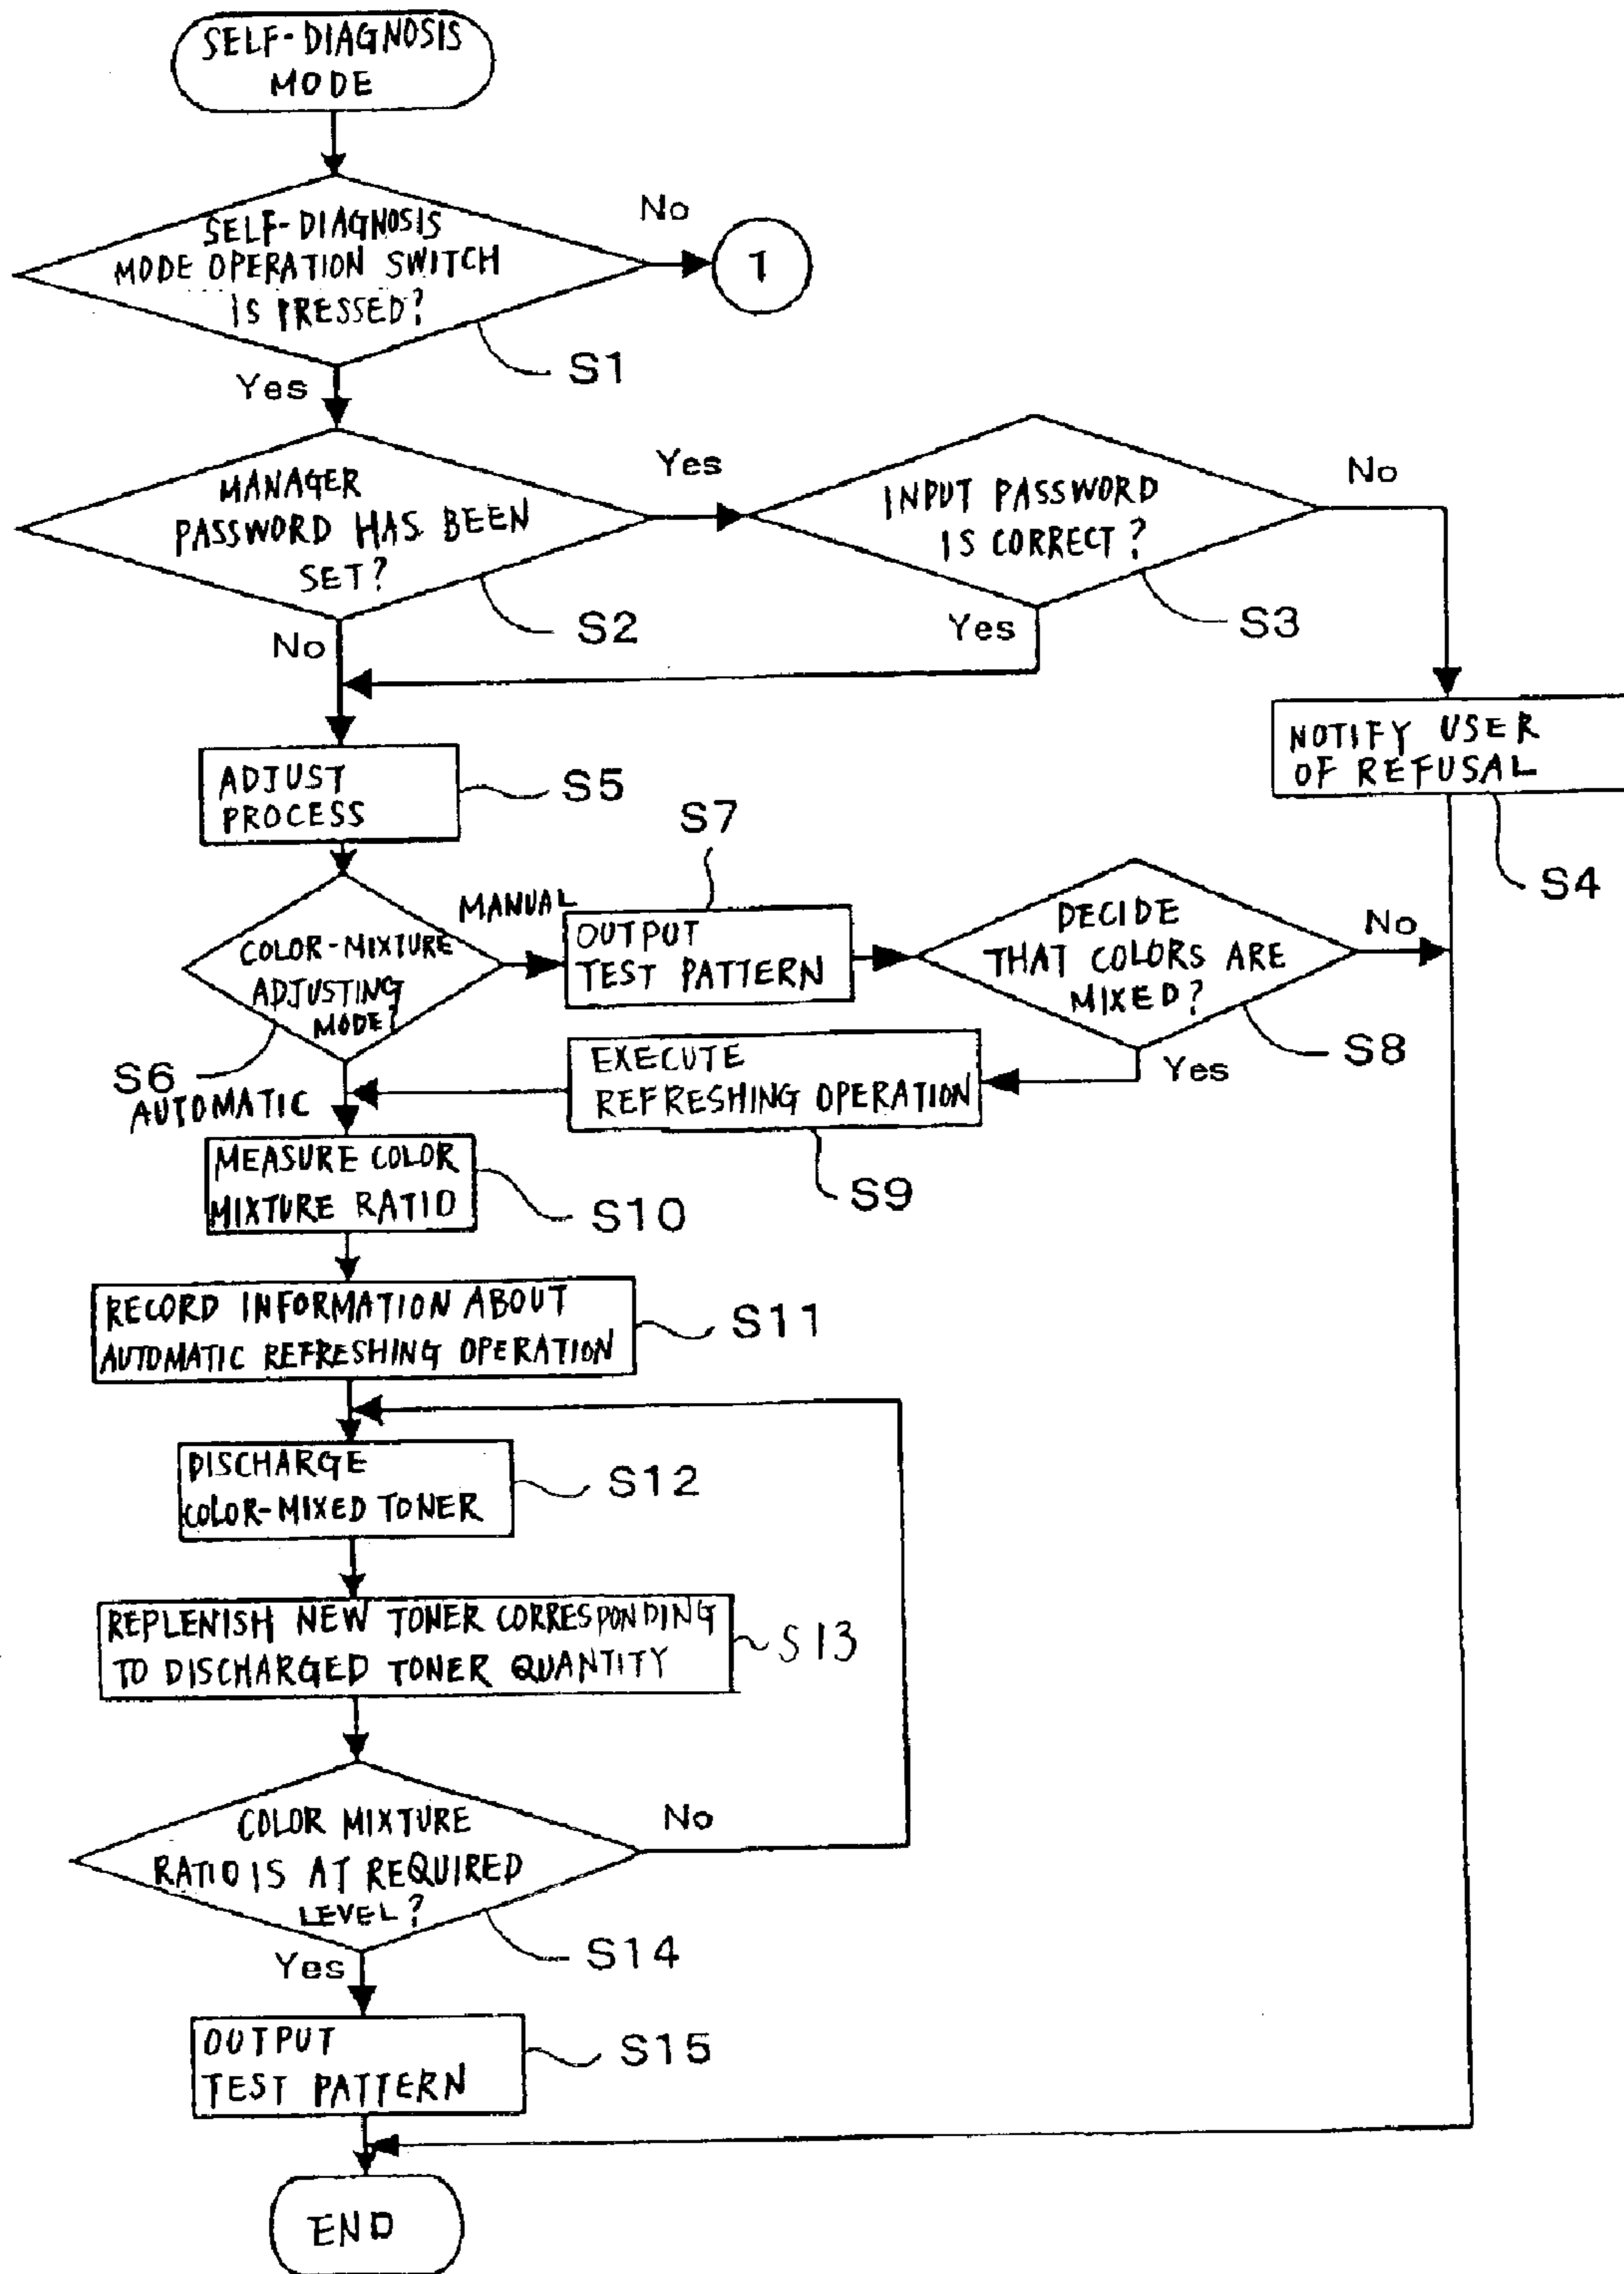 SELF-DIAGNOSIS
MODE
SELF-DIAGNOSIS
MODE OPERATION SWITCH
IS PRESSED?
No
1
S1
Yes
MANAGER
PASSWORD HAS BEEN
SET?
Yes
S2
No
INPUT PASSWORD
IS CORRECT?
No
S3
Yes
NOTIFY USER
OF REFUSAL
S4
ADJUST
PROCESS
S5
COLOR-MIXTURE
ADJUSTING
MODE?
S6
AUTOMATIC
MANUAL
S7
OUTPUT
TEST PATTERN
DECIDE
THAT COLORS ARE
MIXED?
No
S8
Yes
EXECUTE
REFRESHING OPERATION
S9
MEASURE COLOR
MIXTURE RATIO
S10
RECORD INFORMATION ABOUT
AUTOMATIC REFRESHING OPERATION
S11
DISCHARGE
COLOR-MIXED TONER
S12
REPLENISH NEW TONER CORRESPONDING
TO DISCHARGED TONER QUANTITY
S13
COLOR MIXTURE
RATIO IS AT REQUIRED
LEVEL?
No
S14
Yes
OUTPUT
TEST PATTERN
S15
END